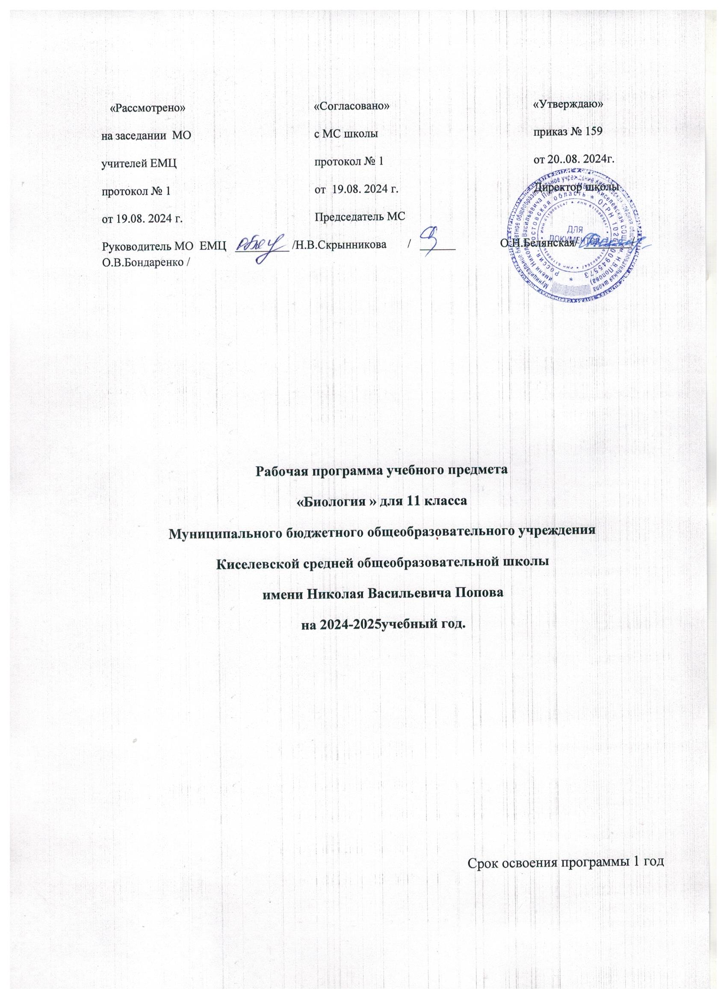 «Рассмотрено»
на заседании  МО
учителей ЕМЦ
протокол № 1
от 19.08. 2024 г.
«Согласовано»
с МС школы
протокол № 1
от  19.08. 2024 г.
Председатель МС
«Утверждаю»
приказ № 159
от 20..08. 2024г.
Директор школы
Руководитель МО  ЕМЦ  _________ /Н.В.Скрынникова       /  ______
О.Н.Белянская/ ________/
О.В.Бондаренко /
ДЛЯ
ДОКУМЕНТОВ
Рабочая программа учебного предмета
«Биология » для 11 класса
Муниципального бюджетного общеобразовательного учреждения
Киселевской средней общеобразовательной школы
имени Николая Васильевича Попова
на 2024-2025учебный год.
Срок освоения программы 1 год